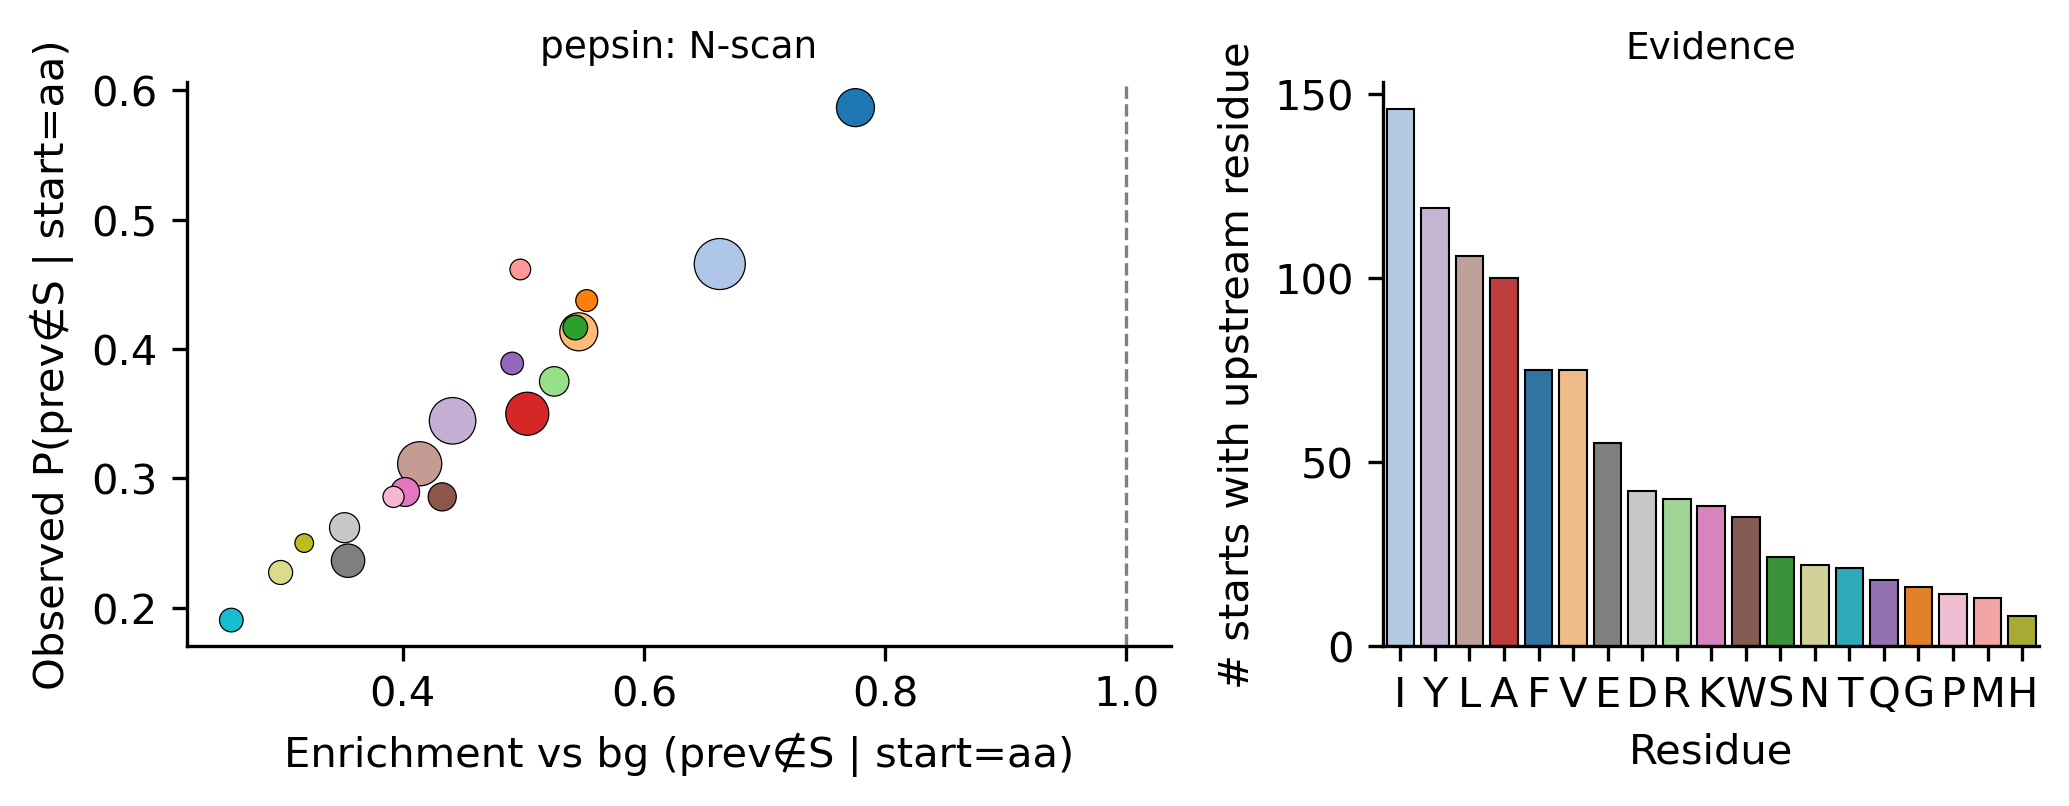 pepsin: N-scan
Observed P(prev∉S | start=aa)
0.6
0.5
0.4
0.3
0.2
0.4 0.6 0.8 1.0
Enrichment vs bg (prev∉S | start=aa)
Evidence
# starts with upstream residue
150
100
50
0
I Y L A F V E D R K W S N T Q G P M H
Residue